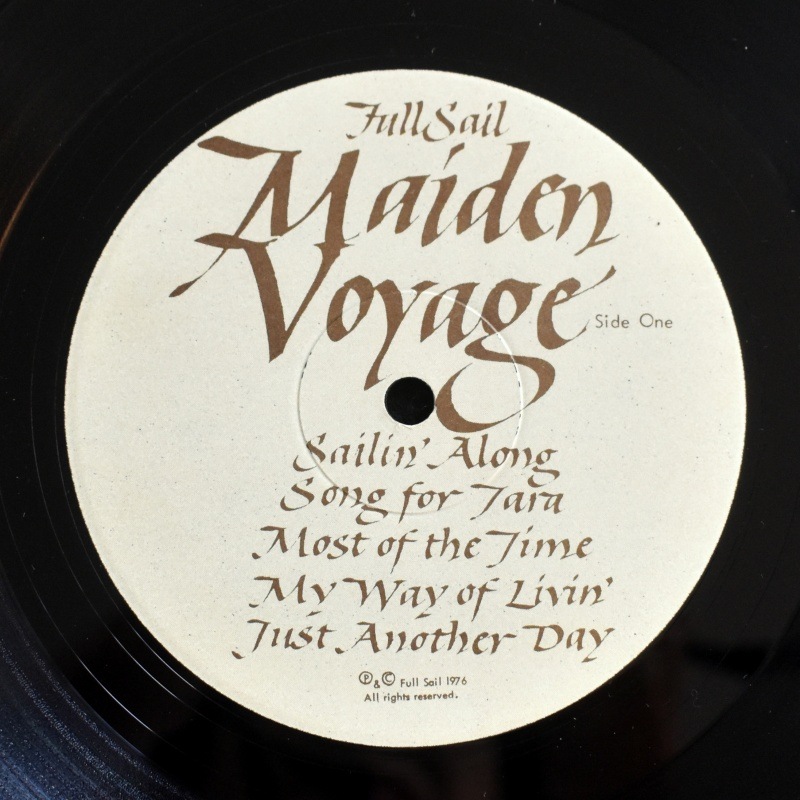 Full Sail
Maiden
Voyage
Side One
Sailin' Along
Song for Tara
Most of the Time
My Way of Livin'
Just Another Day
℗ & © Full Sail 1976
All rights reserved.